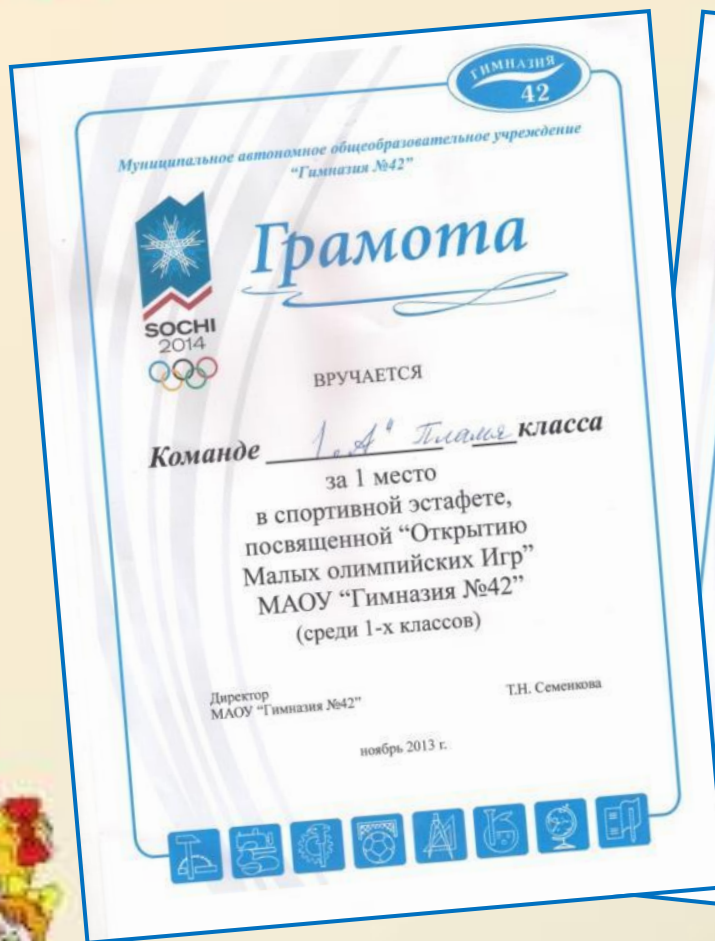 ГИМНАЗИЯ
42
Муниципальное автономное общеобразовательное учреждение
“Гимназия №42”
Грамота
SOCHI
2014
ВРУЧАЕТСЯ
Команде 1 „А“ Пламя класса
за 1 место
в спортивной эстафете,
посвященной “Открытию
Малых олимпийских Игр”
МАОУ “Гимназия №42”
(среди 1-х классов)
Директор
МАОУ “Гимназия №42”
Т.Н. Семенкова
ноябрь 2013 г.